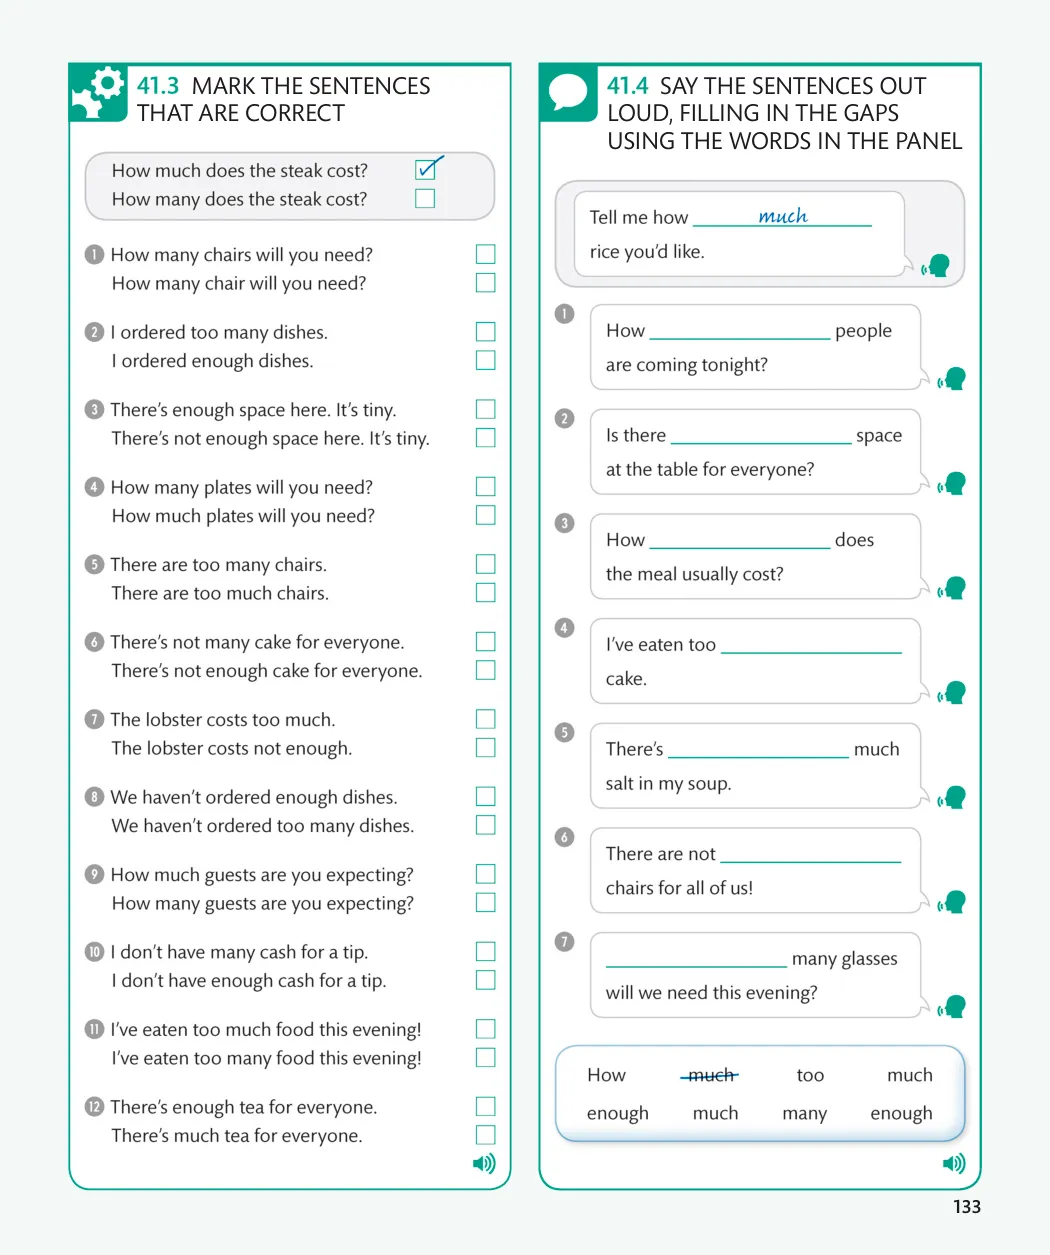 41.3 MARK THE SENTENCES
THAT ARE CORRECT
How much does the steak cost?
How many does the steak cost?
1 How many chairs will you need?
How many chair will you need?
2 I ordered too many dishes.
I ordered enough dishes.
3 There’s enough space here. It’s tiny.
There’s not enough space here. It’s tiny.
4 How many plates will you need?
How much plates will you need?
5 There are too many chairs.
There are too much chairs.
6 There’s not many cake for everyone.
There’s not enough cake for everyone.
7 The lobster costs too much.
The lobster costs not enough.
8 We haven’t ordered enough dishes.
We haven’t ordered too many dishes.
9 How much guests are you expecting?
How many guests are you expecting?
10 I don’t have many cash for a tip.
I don’t have enough cash for a tip.
11 I’ve eaten too much food this evening!
I’ve eaten too many food this evening!
12 There’s enough tea for everyone.
There’s much tea for everyone.
41.4 SAY THE SENTENCES OUT
LOUD, FILLING IN THE GAPS
USING THE WORDS IN THE PANEL
Tell me how much
rice you’d like.
1 How people
are coming tonight?
2 Is there space
at the table for everyone?
3 How does
the meal usually cost?
4 I’ve eaten too
cake.
5 There’s much
salt in my soup.
6 There are not
chairs for all of us!
7 many glasses
will we need this evening?
How much too much
enough much many enough
133